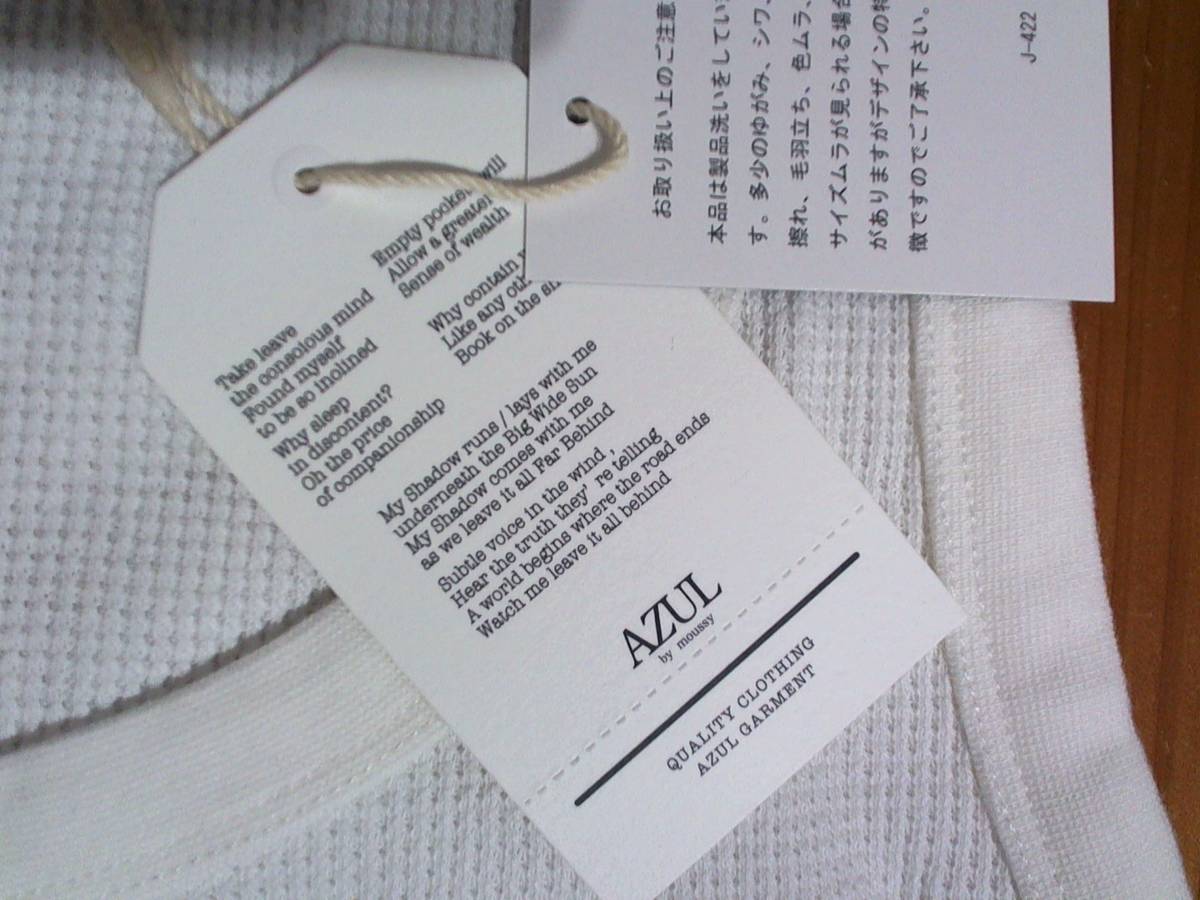 Take leave
the conscious mind
Found myself
to be so inclined
Why sleep
in discontent?
Oh the price
of companionship
Empty will
Allow a greater
Sense of wealth
Why contain
Like any
Book on the
My Shadow runs / lays with me
underneath the Big Wide Sun
My Shadow comes with me
as we leave it all Far Behind
Subtle voice in the wind ,
Hear the truth they' re telling
A world begins where the road ends
Watch me leave it all behind
AZUL
by moussy
QUALITY CLOTHING
AZUL GARMENT
お取り扱い上のご注意
本品は製品洗いをしてい
す。多少のゆがみ、シワ、
擦れ、毛羽立ち、色ムラ、
サイズムラが見られる場合
がありますがデザインの特
徴ですのでご了承下さい。
J-422